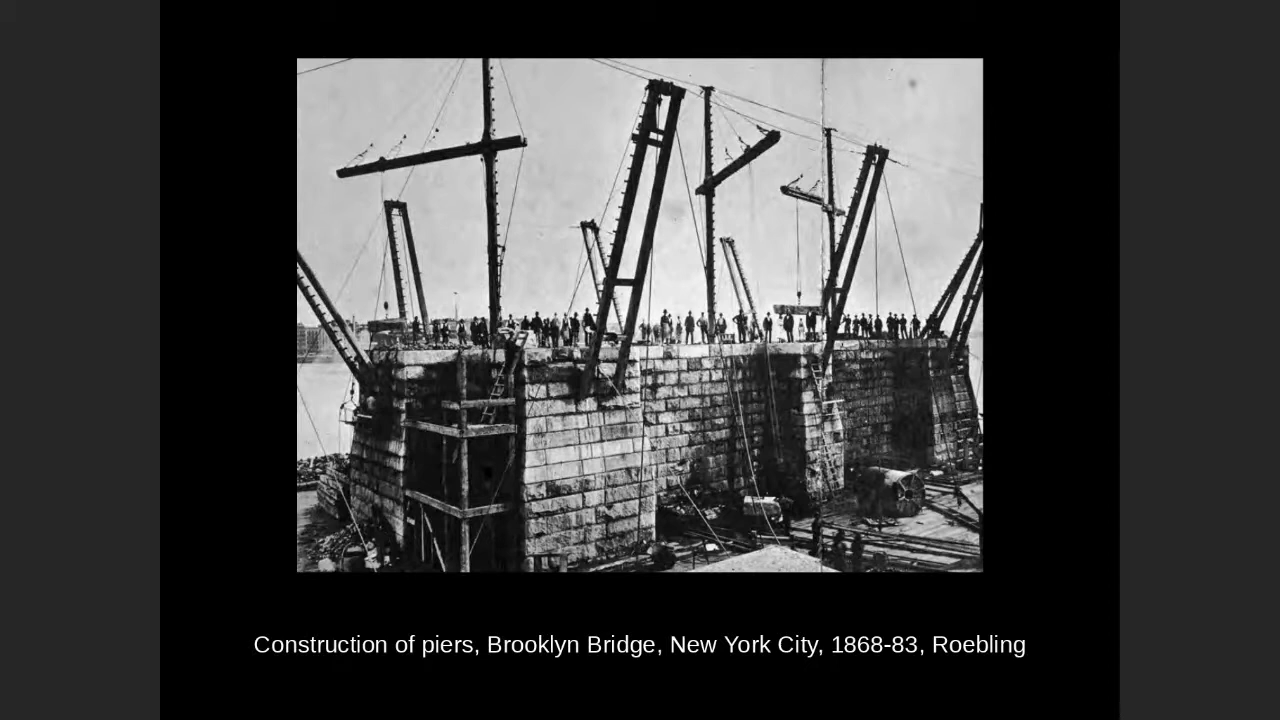 Construction of piers, Brooklyn Bridge, New York City, 1868-83, Roebling